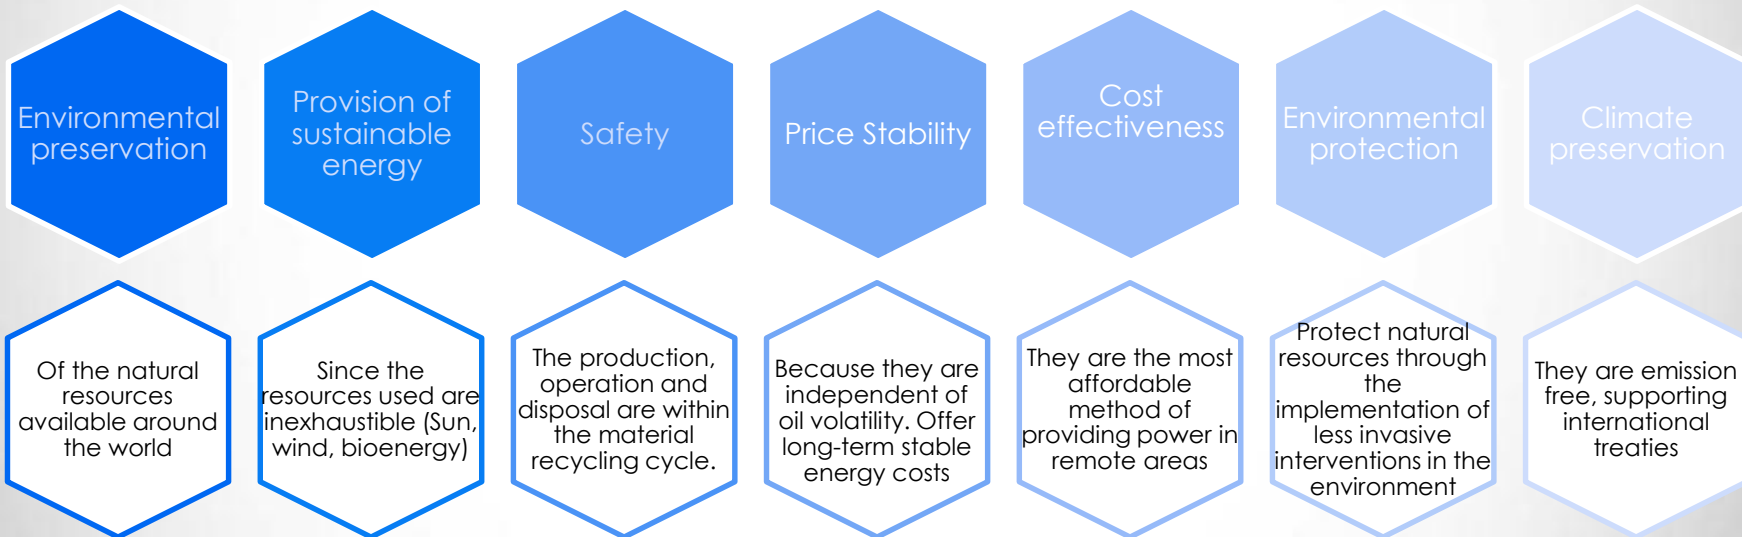 Environmental
preservation
Provision of
sustainable
energy
Safety
Price Stability
Cost
effectiveness
Environmental
protection
Climate
preservation
Of the natural
resources
available around
the world
Since the
resources used are
inexhaustible (Sun,
wind, bioenergy)
The production,
operation and
disposal are within
the material
recycling cycle.
Because they are
independent of
oil volatility. Offer
long-term stable
energy costs
They are the most
affordable
method of
providing power in
remote areas
Protect natural
resources through
the
implementation of
less invasive
interventions in the
environment
They are emission
free, supporting
international
treaties